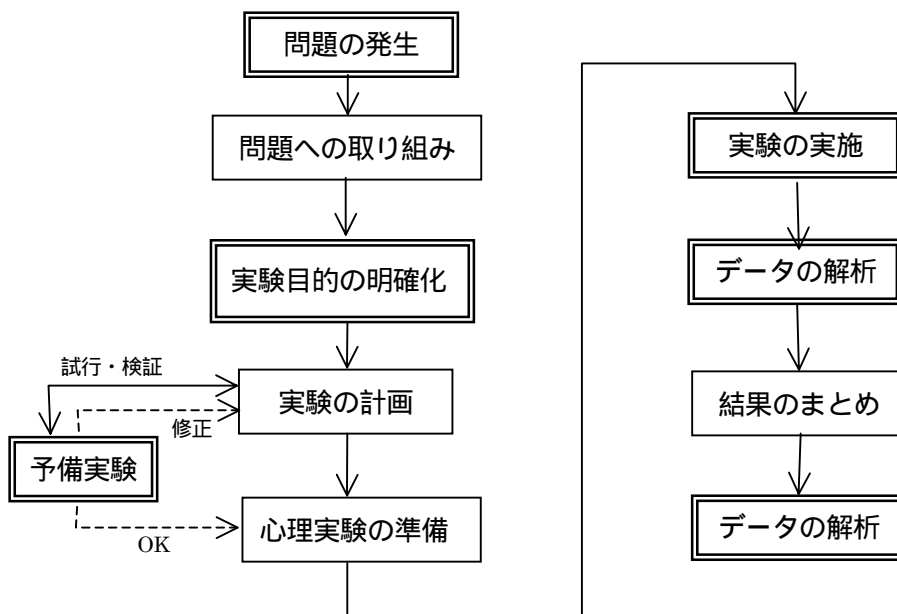 問題の発生
問題への取り組み
実験目的の明確化
試行・検証
実験の計画
修正
予備実験
心理実験の準備
OK
実験の実施
データの解析
結果のまとめ
データの解析